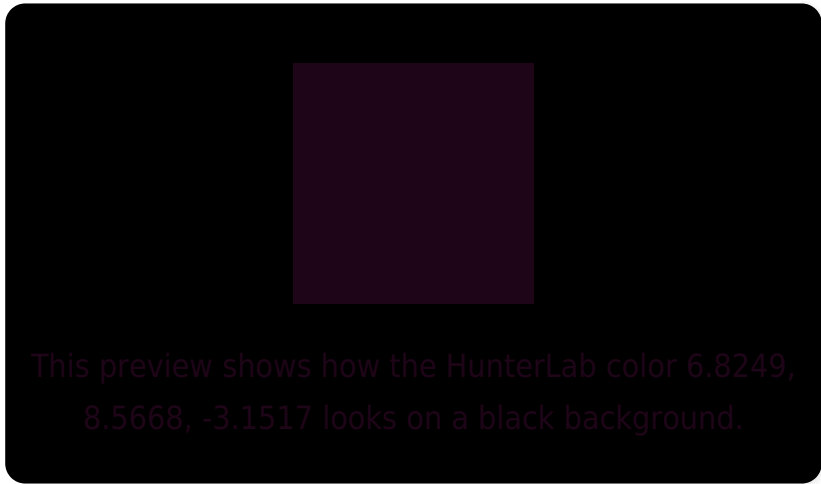 This preview shows how the HunterLab color 6.8249,
8.5668, -3.1517 looks on a black background.